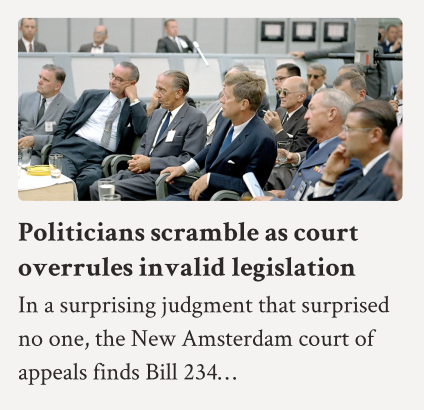 Politicians scramble as court
overrules invalid legislation
In a surprising judgment that surprised
no one, the New Amsterdam court of
appeals finds Bill 234…